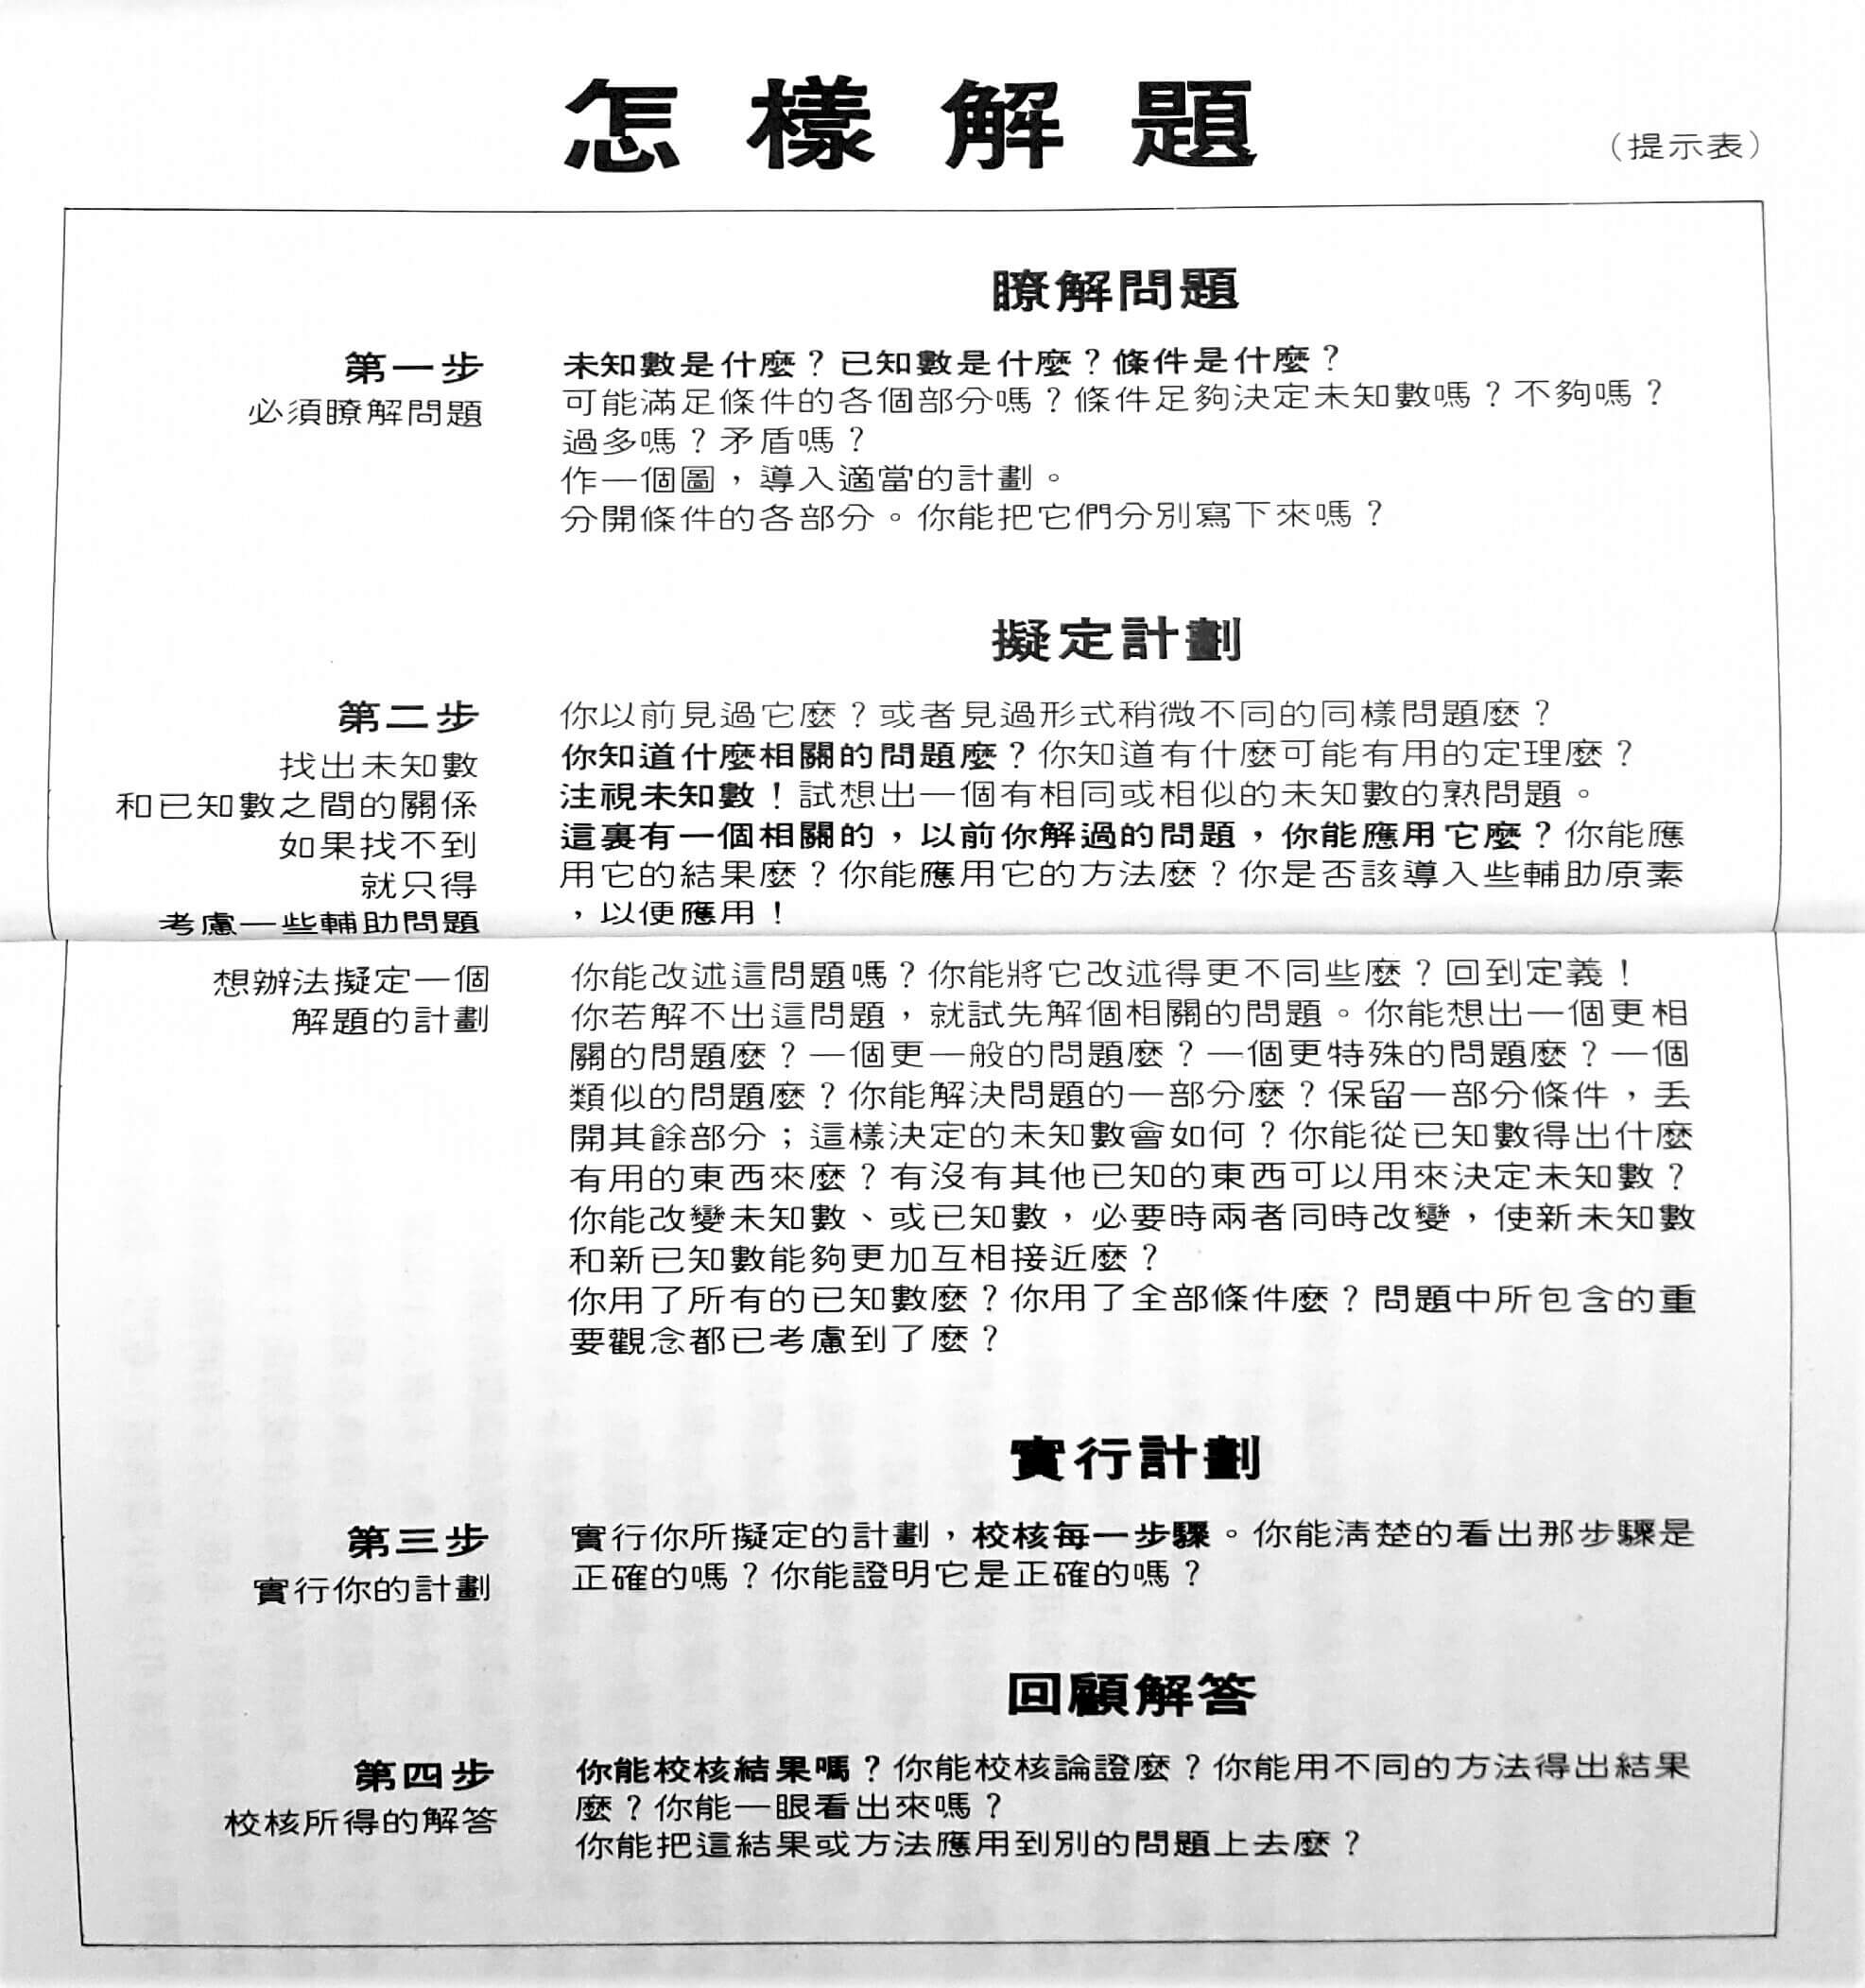 怎樣解題
（提示表）
瞭解問題
第一步
必須瞭解問題
未知數是什麼？已知數是什麼？條件是什麼？
可能滿足條件的各個部分嗎？條件足夠決定未知數嗎？不夠嗎？
過多嗎？矛盾嗎？
作一個圖，導入適當的計劃。
分開條件的各部分。你能把它們分別寫下來嗎？
擬定計劃
第二步
找出未知數
和已知數之間的關係
如果找不到
就只得
考慮一些輔助問題
想辦法擬定一個
解題的計劃
你以前見過它麼？或者見過形式稍微不同的同樣問題麼？
你知道什麼相關的問題麼？你知道有什麼可能有用的定理麼？
注視未知數！試想出一個有相同或相似的未知數的熟問題。
這裏有一個相關的，以前你解過的問題，你能應用它麼？你能應
用它的結果麼？你能應用它的方法麼？你是否該導入些輔助原素
，以便應用！
你能改述這問題嗎？你能將它改述得更不同些麼？回到定義！
你若解不出這問題，就試先解個相關的問題。你能想出一個更相
關的問題麼？一個更一般的問題麼？一個更特殊的問題麼？一個
類似的問題麼？你能解決問題的一部分麼？保留一部分條件，丟
開其餘部分；這樣決定的未知數會如何？你能從已知數得出什麼
有用的東西來麼？有沒有其他已知的東西可以用來決定未知數？
你能改變未知數、或已知數，必要時兩者同時改變，使新未知數
和新已知數能夠更加互相接近麼？
你用了所有的已知數麼？你用了全部條件麼？問題中所包含的重
要觀念都已考慮到了麼？
實行計劃
第三步
實行你的計劃
實行你所擬定的計劃，校核每一步驟。你能清楚的看出那步驟是
正確的嗎？你能證明它是正確的嗎？
回顧解答
第四步
校核所得的解答
你能校核結果嗎？你能校核論證麼？你能用不同的方法得出結果
麼？你能一眼看出來嗎？
你能把這結果或方法應用到別的問題上去麼？